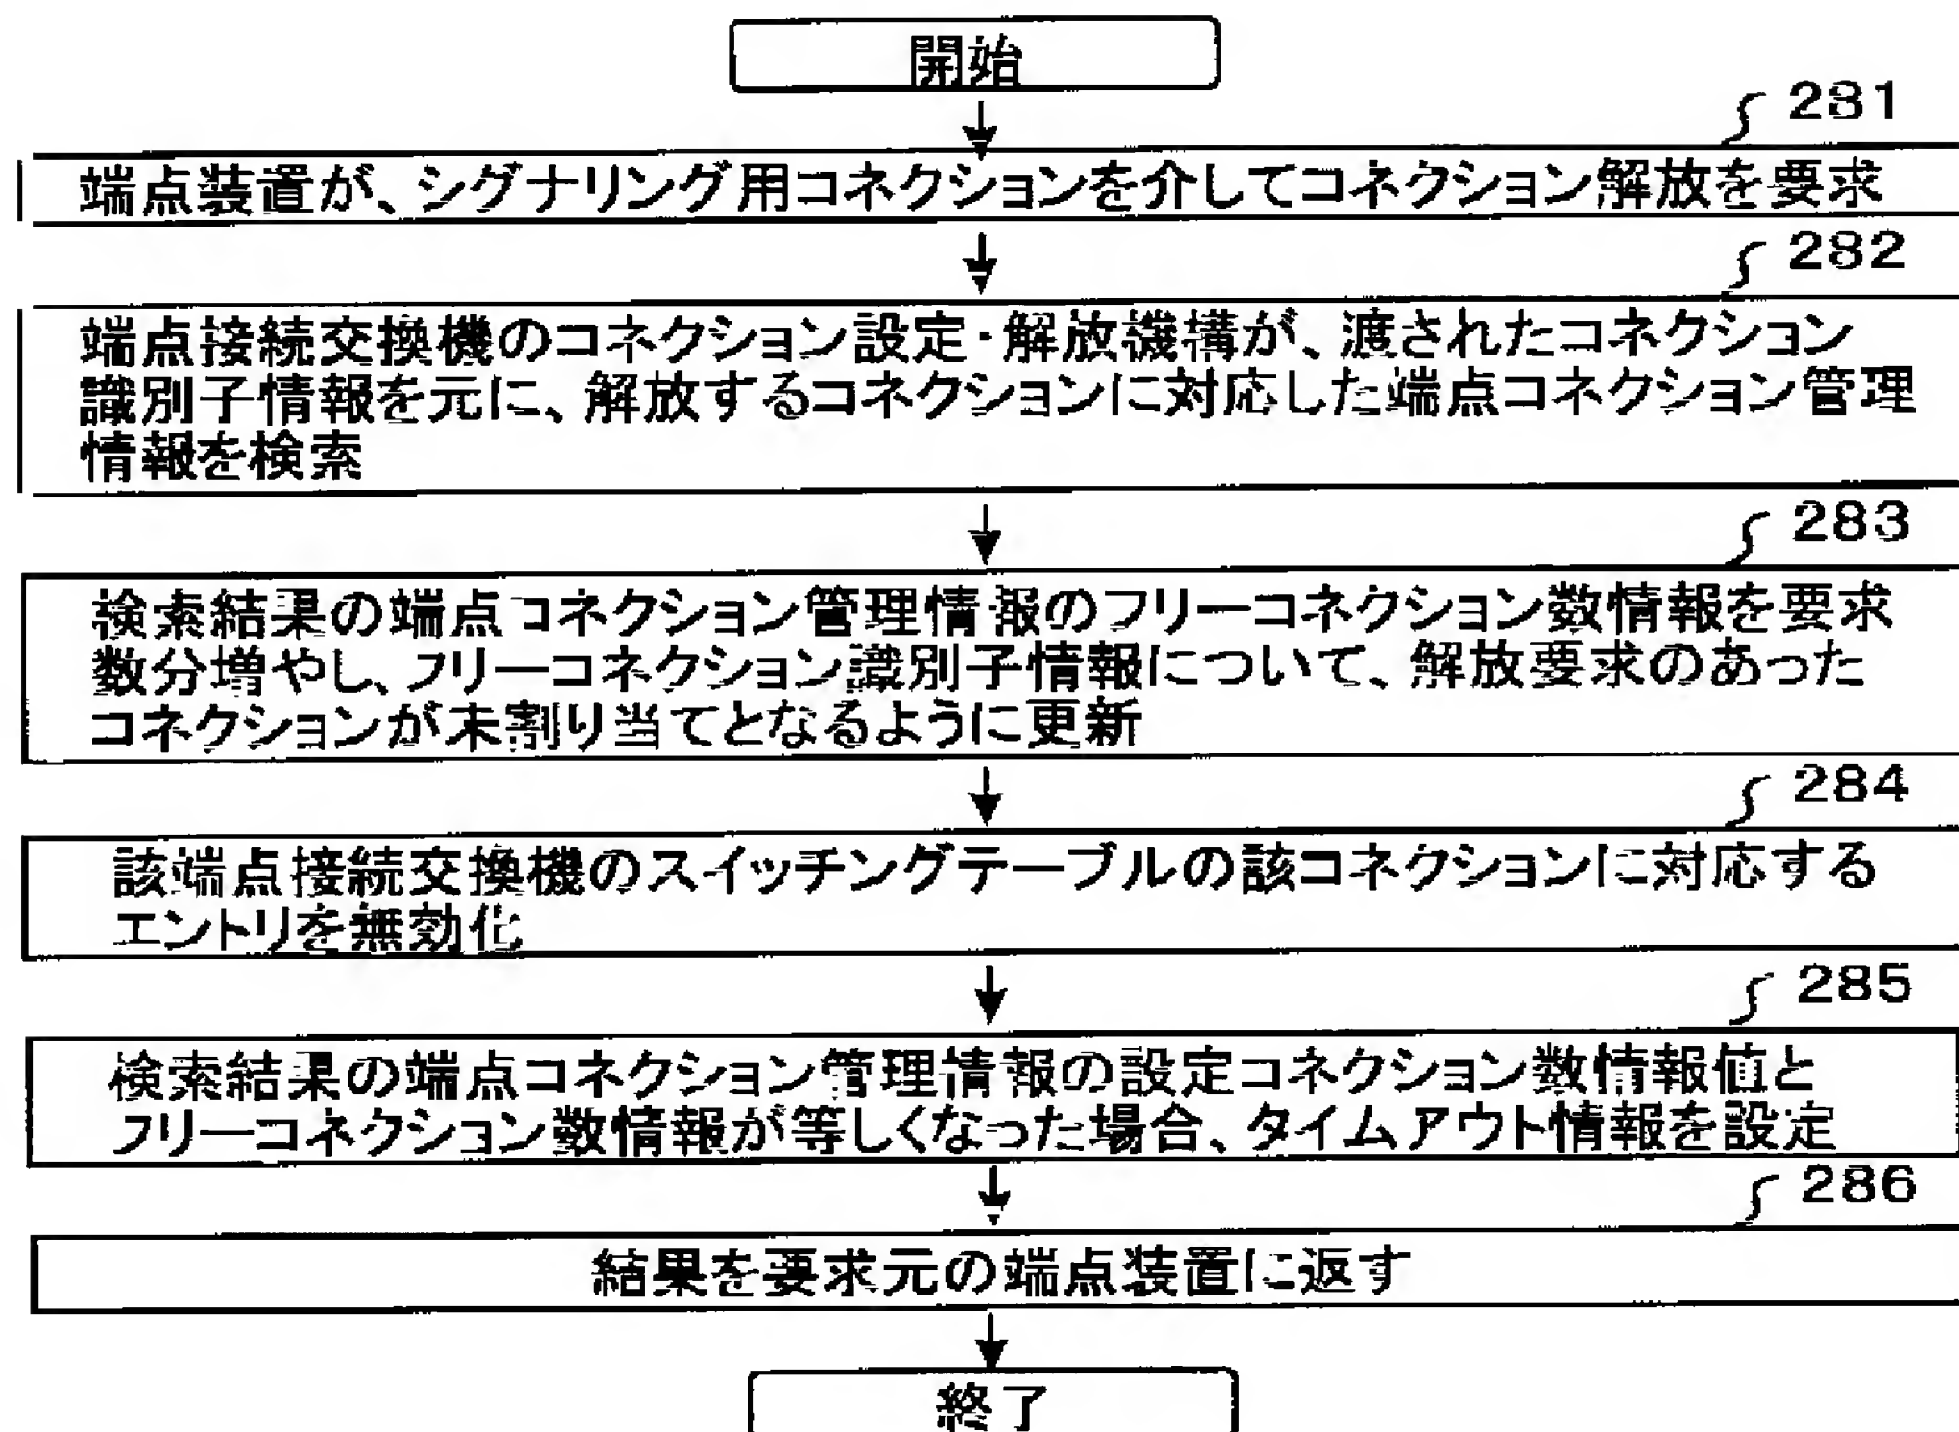 開始
281
端点装置が、シグナリング用コネクションを介してコネクション解放を要求
282
端点接続交換機のコネクション設定・解放機構が、渡されたコネクション
識別子情報を元に、解放するコネクションに対応した端点コネクション管理
情報を検索
283
検索結果の端点コネクション管理情報のフリーコネクション数情報を要求
数分増やし、フリーコネクション識別子情報について、解放要求のあった
コネクションが未割り当てとなるように更新
284
該端点接続交換機のスイッチングテーブルの該コネクションに対応する
エントリを無効化
285
検索結果の端点コネクション管理情報の設定コネクション数情報値と
フリーコネクション数情報が等しくなった場合、タイムアウト情報を設定
286
結果を要求元の端点装置に返す
終了